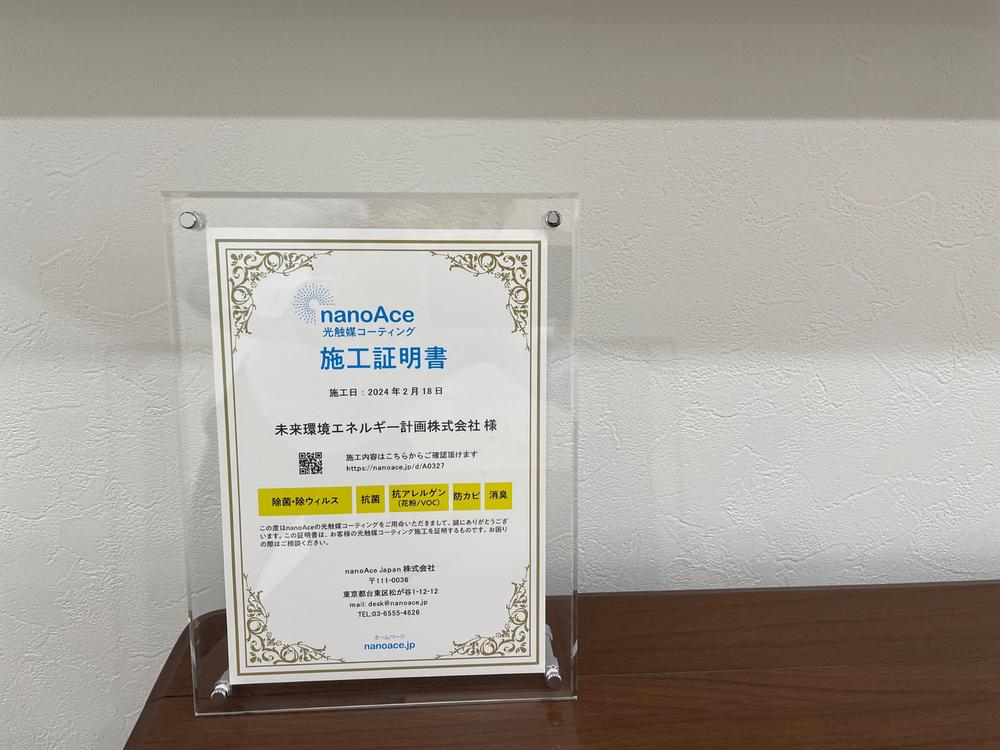 nanoAce
光触媒コーティング
施工証明書
施工日：2024年2月18日
未来環境エネルギー計画株式会社 様
施工内容はこちらからご確認頂けます
https://nanoace.jp/d/A0327
除菌・除ウィルス 抗菌 抗アレルゲン 防カビ 消臭
(花粉/VOC)
この度はnanoAceの光触媒コーティングをご用命いただきまして、誠にありがとうござ
います。この証明書は、お客様の光触媒コーティング施工を証明するものです。お困り
の際はご相談ください。
nanoAce Japan 株式会社
〒111-0036
東京都台東区松が谷1-12-12
mail: desk@nanoace.jp
TEL:03-6555-4626
ホームページ
nanoace.jp